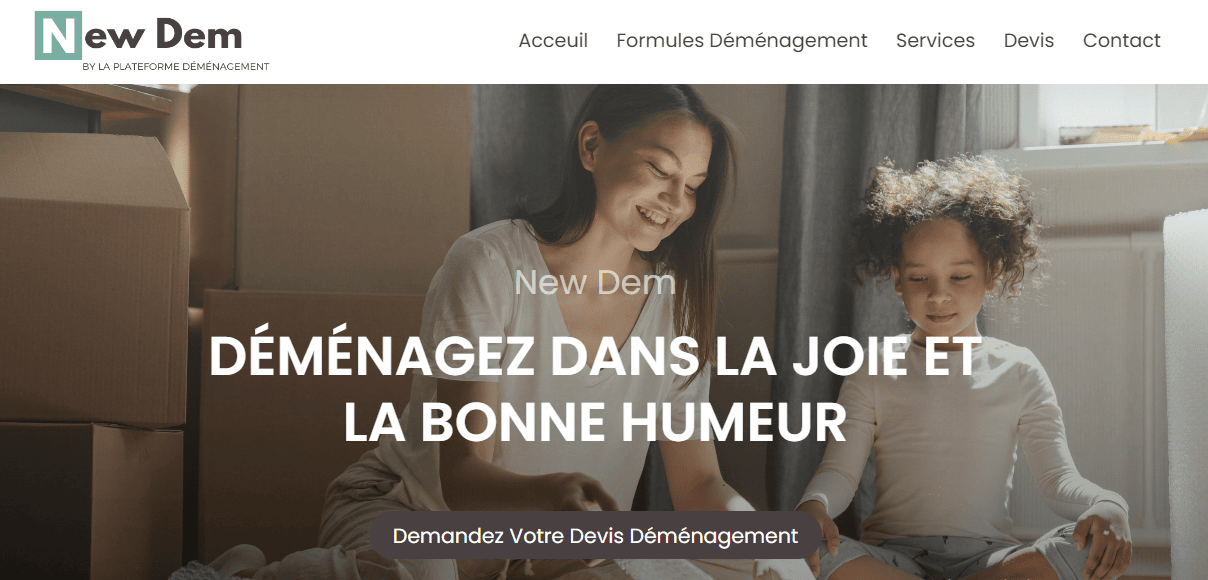 New Dem
BY LA PLATEFORME DÉMÉNAGEMENT
Acceuil Formules Déménagement Services Devis Contact
New Dem
DÉMÉNAGEZ DANS LA JOIE ET
LA BONNE HUMEUR
Demandez Votre Devis Déménagement